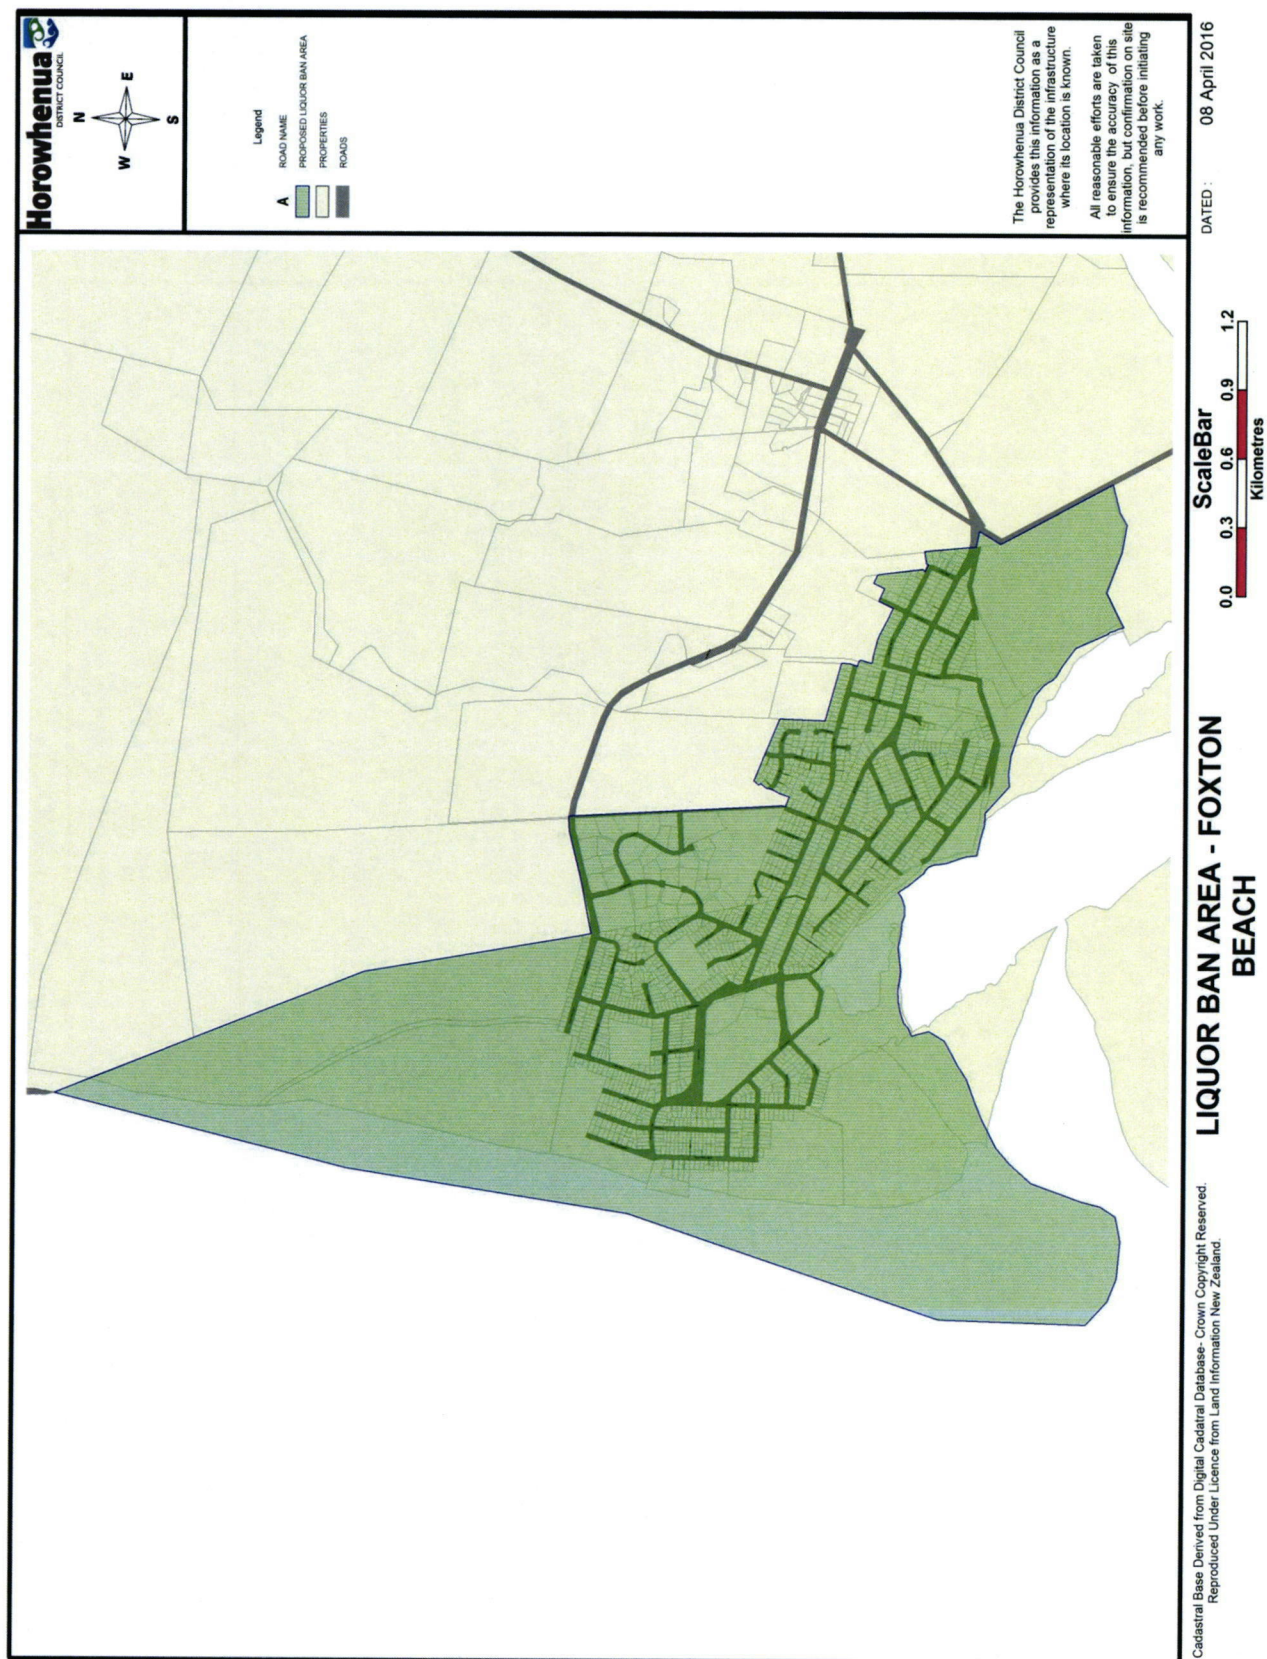 Horowhenua
DISTRICT COUNCIL
N
W
E
S
Legend
A ROAD NAME
PROPOSED LIQUOR BAN AREA
PROPERTIES
ROADS
The Horowhenua District Council
provides this information as a
representation of the infrastructure
where its location is known.
All reasonable efforts are taken
to ensure the accuracy of this
information, but confirmation on site
is recommended before initiating
any work.
Cadastral Base Derived from Digital Cadatral Database- Crown Copyright Reserved.
Reproduced Under Licence from Land Information New Zealand.
LIQUOR BAN AREA - FOXTON
BEACH
ScaleBar
0.0 0.3 0.6 0.9 1.2
Kilometres
DATED : 08 April 2016